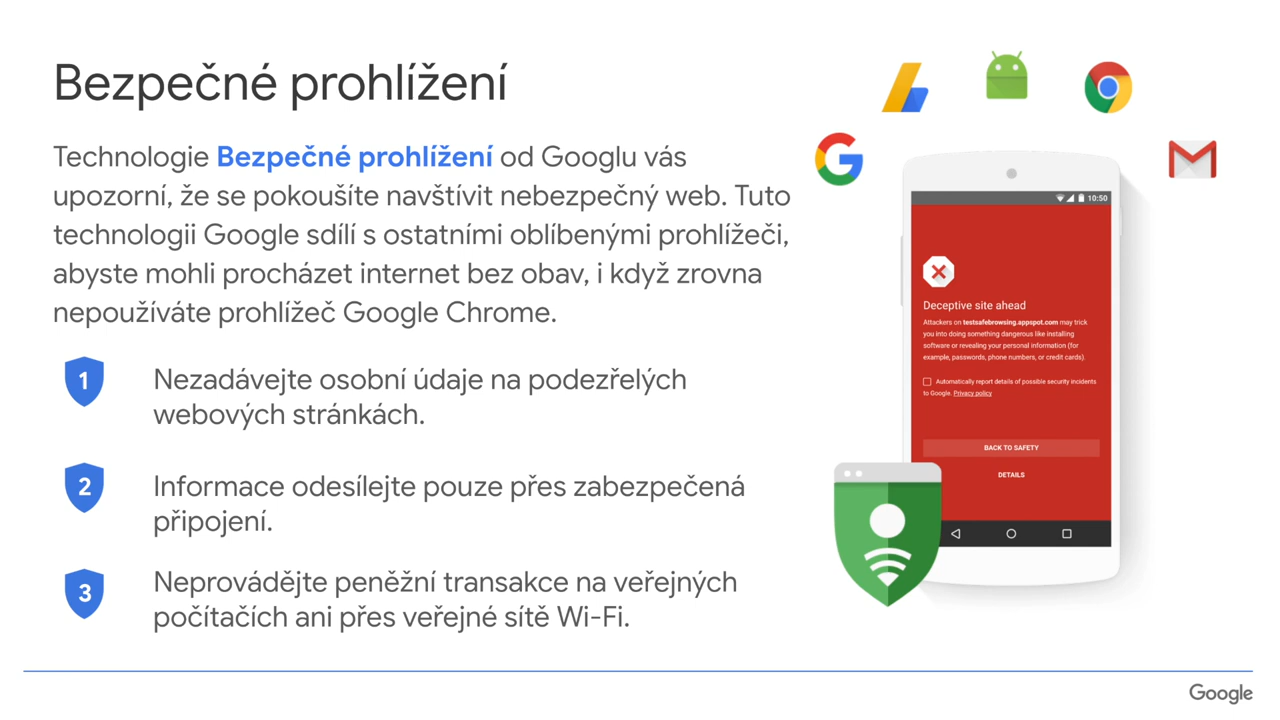 Bezpečné prohlížení
Technologie Bezpečné prohlížení od Googlu vás
upozorní, že se pokoušíte navštívit nebezpečný web. Tuto
technologii Google sdílí s ostatními oblíbenými prohlížeči,
abyste mohli procházet internet bez obav, i když zrovna
nepoužíváte prohlížeč Google Chrome.
1
Nezadávejte osobní údaje na podezřelých
webových stránkách.
2
Informace odesílejte pouze přes zabezpečená
připojení.
3
Neprovádějte peněžní transakce na veřejných
počítačích ani přes veřejné sítě Wi-Fi.
10:50
Deceptive site ahead
Attackers on testsafebrowsing.appspot.com may trick
you into doing something dangerous like installing
software or revealing your personal information (for
example, passwords, phone numbers, or credit cards).
Automatically report details of possible security incidents
to Google. Privacy policy
BACK TO SAFETY
DETAILS
Google